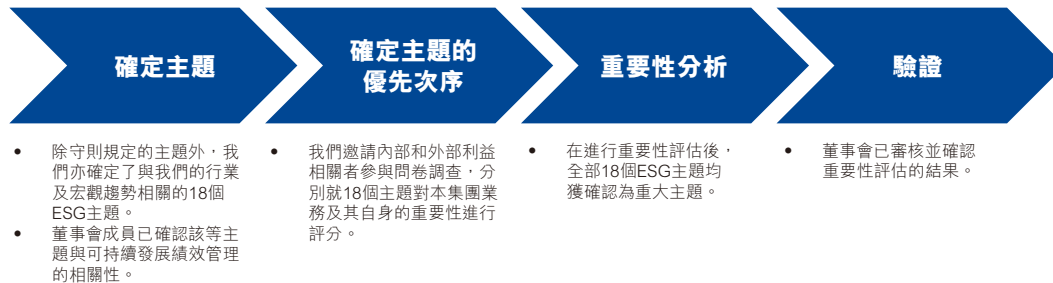 確定主題
確定主題的
優先次序
重要性分析
驗證
• 除守則規定的主題外，我
們亦確定了與我們的行業
及宏觀趨勢相關的18個
ESG主題。
• 董事會成員已確認該等主
題與可持續發展績效管理
的相關性。
• 我們邀請內部和外部利益
相關者參與問卷調查，分
別就18個主題對本集團業
務及其自身的重要性進行
評分。
• 在進行重要性評估後，
全部18個ESG主題均
獲確認為重大主題。
• 董事會已審核並確認
重要性評估的結果。